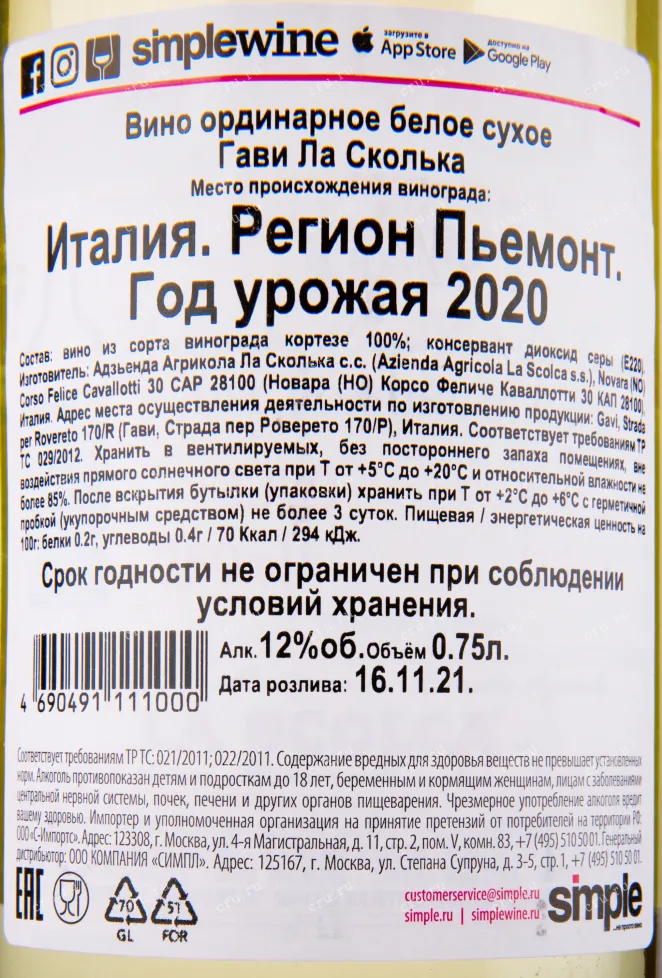 simplewine загрузите в App Store доступно на Google Play
Вино ординарное белое сухое
Гави Ла Сколька
Место происхождения винограда:
Италия. Регион Пьемонт.
Год урожая 2020
Состав: вино из сорта винограда кортезе 100%; консервант диоксид серы (E220).
Изготовитель: Адзьенда Агрикола Ла Сколька с.с. (Azienda Agricola La Scolca s.s.), Novara (NO)
Corso Felice Cavallotti 30 CAP 28100 (Новара (НО) Корсо Феличе Каваллотти 30 КАП 28100),
Италия. Адрес места осуществления деятельности по изготовлению продукции: Gavi, Strada
per Rovereto 170/R (Гави, Страда пер Роверето 170/Р), Италия. Соответствует требованиям ТР
ТС 029/2012. Хранить в вентилируемых, без постороннего запаха помещениях, вне
воздействия прямого солнечного света при Т от +5°С до +20°С и относительной влажности не
более 85%. После вскрытия бутылки (упаковки) хранить при Т от +2°С до +6°С с герметичной
пробкой (укупорочным средством) не более 3 суток. Пищевая / энергетическая ценность на
100г: белки 0.2г, углеводы 0.4г / 70 Ккал / 294 кДж.
Срок годности не ограничен при соблюдении
условий хранения.
Алк. 12%об. Объём 0.75л.
Дата розлива: 16.11.21.
4 690491 111000
Соответствует требованиям ТР ТС: 021/2011; 022/2011. Содержание вредных для здоровья веществ не превышает установленных
норм. Алкоголь противопоказан детям и подросткам до 18 лет, беременным и кормящим женщинам, лицам с заболеваниями
центральной нервной системы, почек, печени и других органов пищеварения. Чрезмерное употребление алкоголя вредит
вашему здоровью. Импортер и уполномоченная организация на принятие претензий от потребителей на территории РФ:
ООО «С-Импортс». Адрес: 123308, г. Москва, ул. 4-я Магистральная, д. 11, стр. 2, пом. V, комн. 83, +7 (495) 510 50 01. Генеральный
дистрибьютор: ООО КОМПАНИЯ «СИМПЛ». Адрес: 125167, г. Москва, ул. Степана Супруна, д. 3-5, стр.1, +7 (495) 510 50 01.
EAC
70
GL
51
FOR
customerservice@simple.ru
simple.ru | simplewine.ru
simple
...не просто вино
cru.ru